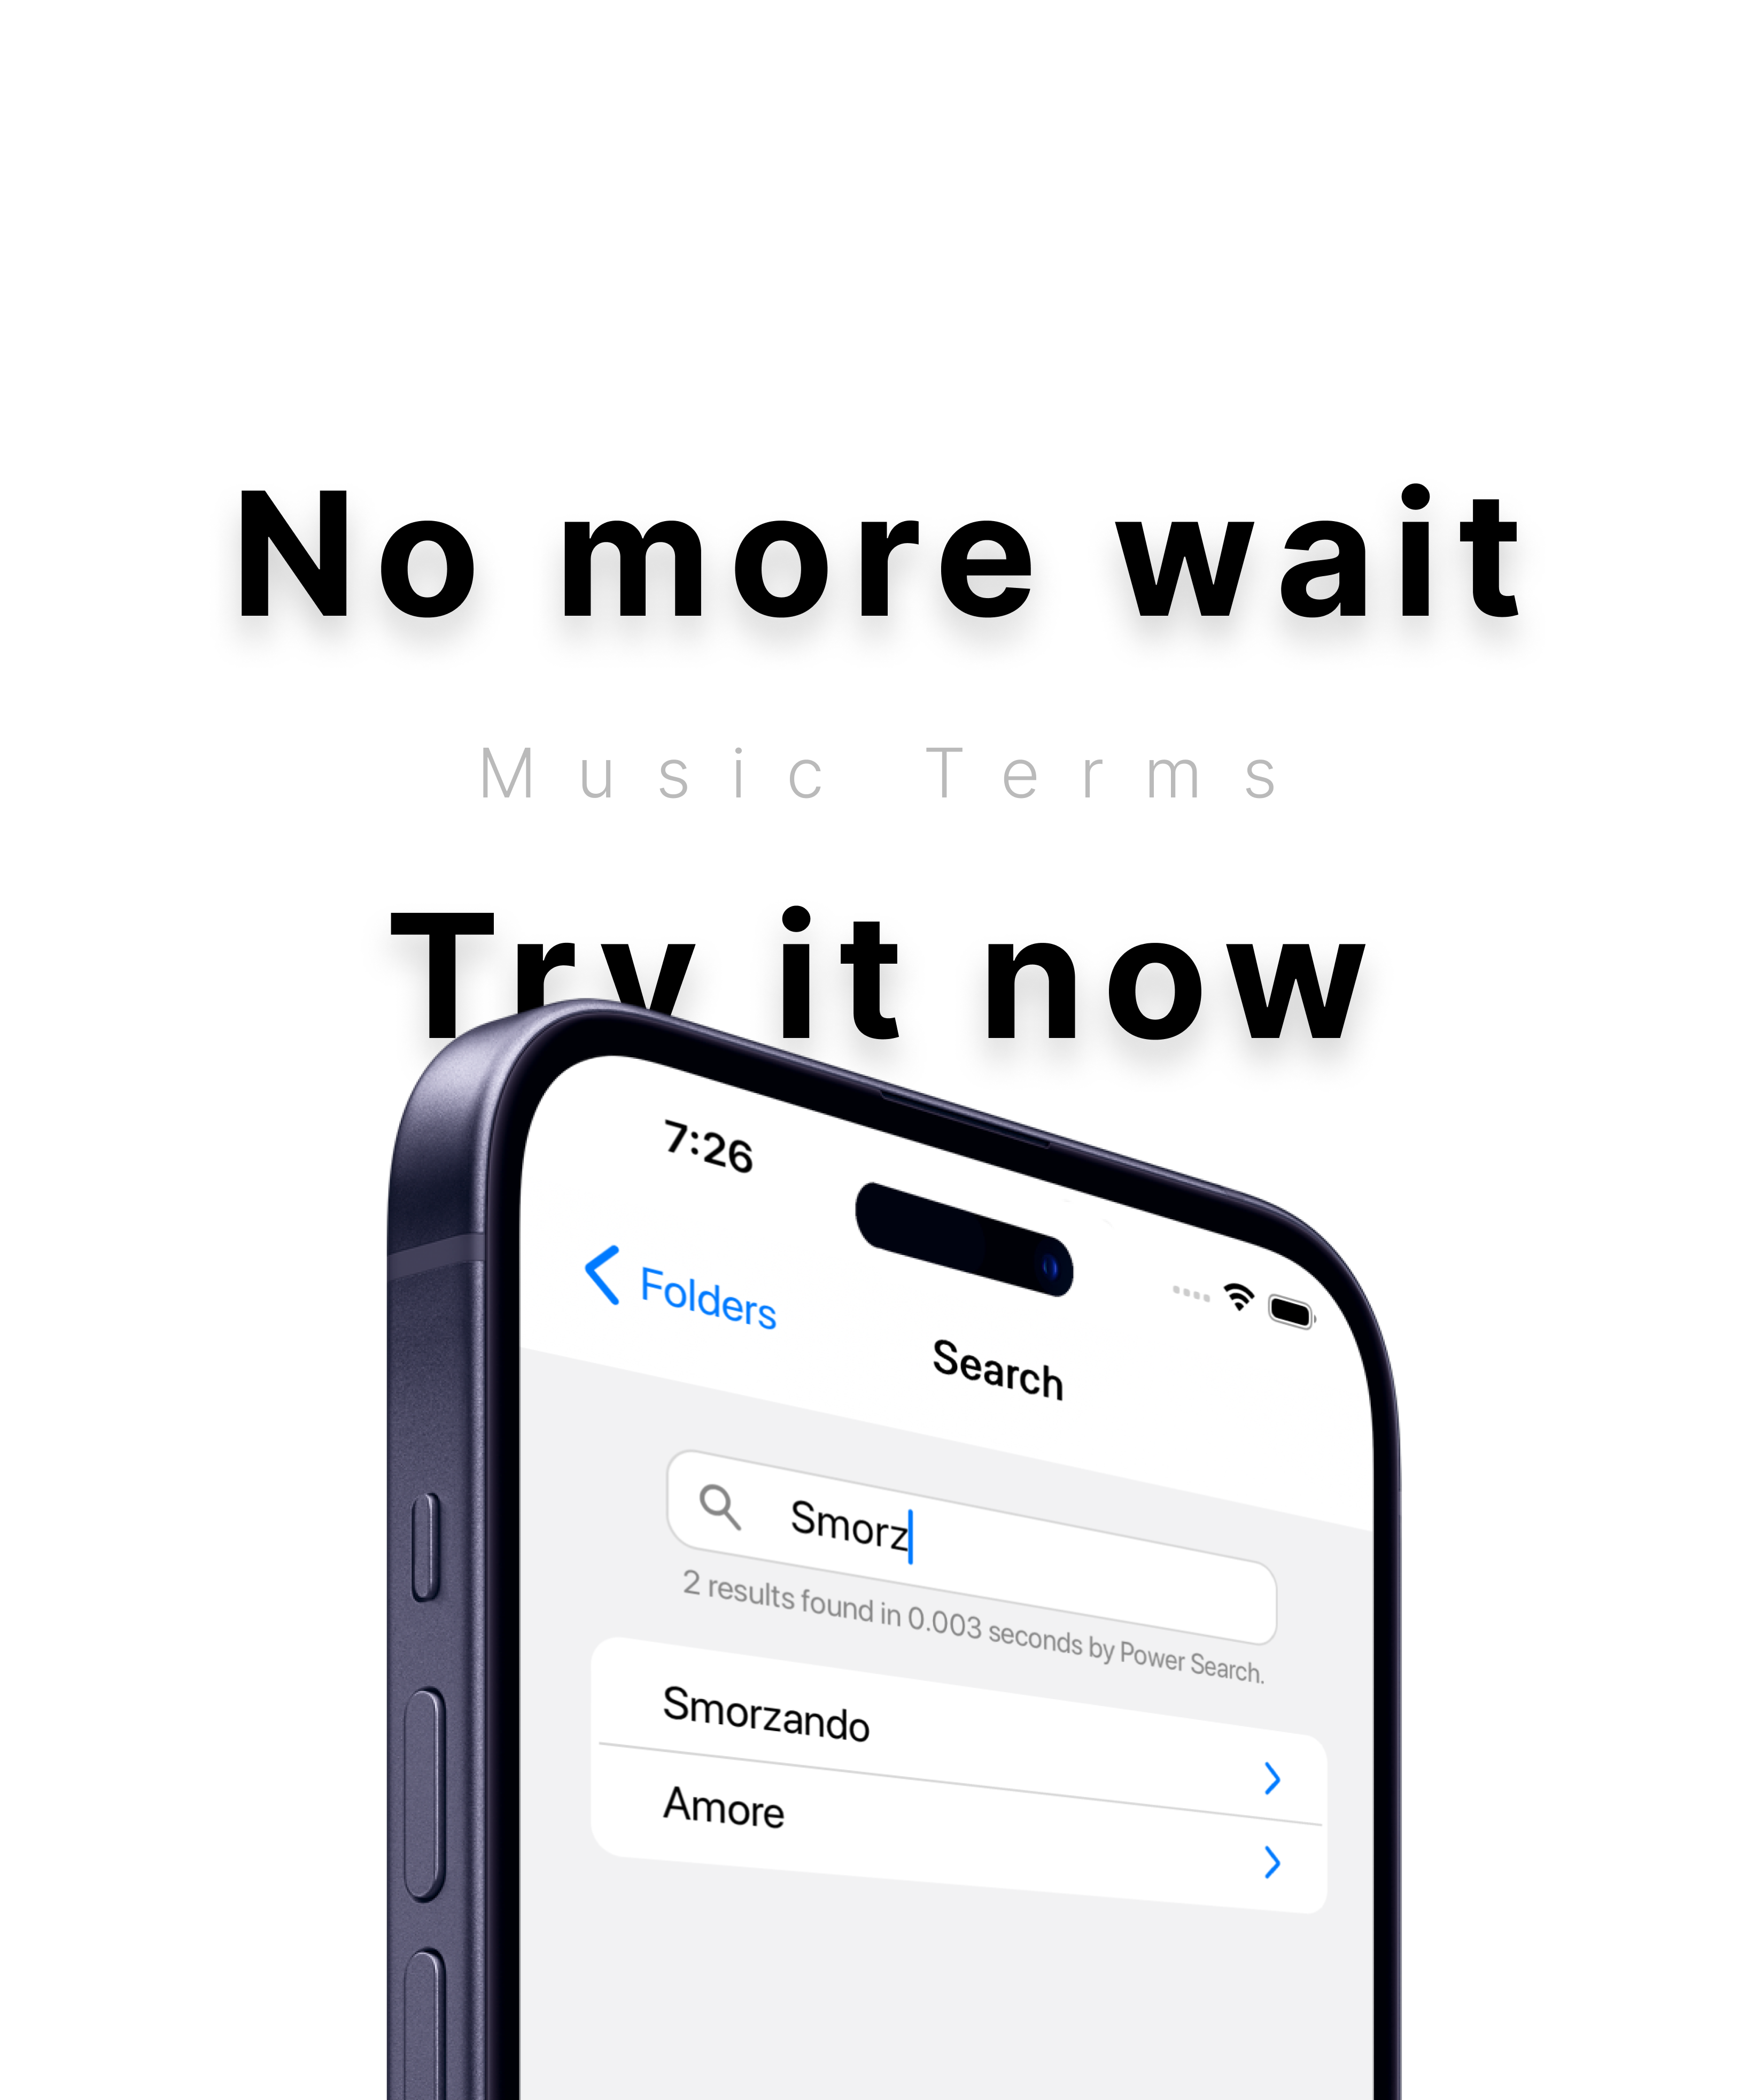 No more wait
Music Terms
Try it now
7:26
Folders
Search
Smorz
2 results found in 0.003 seconds by Power Search.
Smorzando
Amore